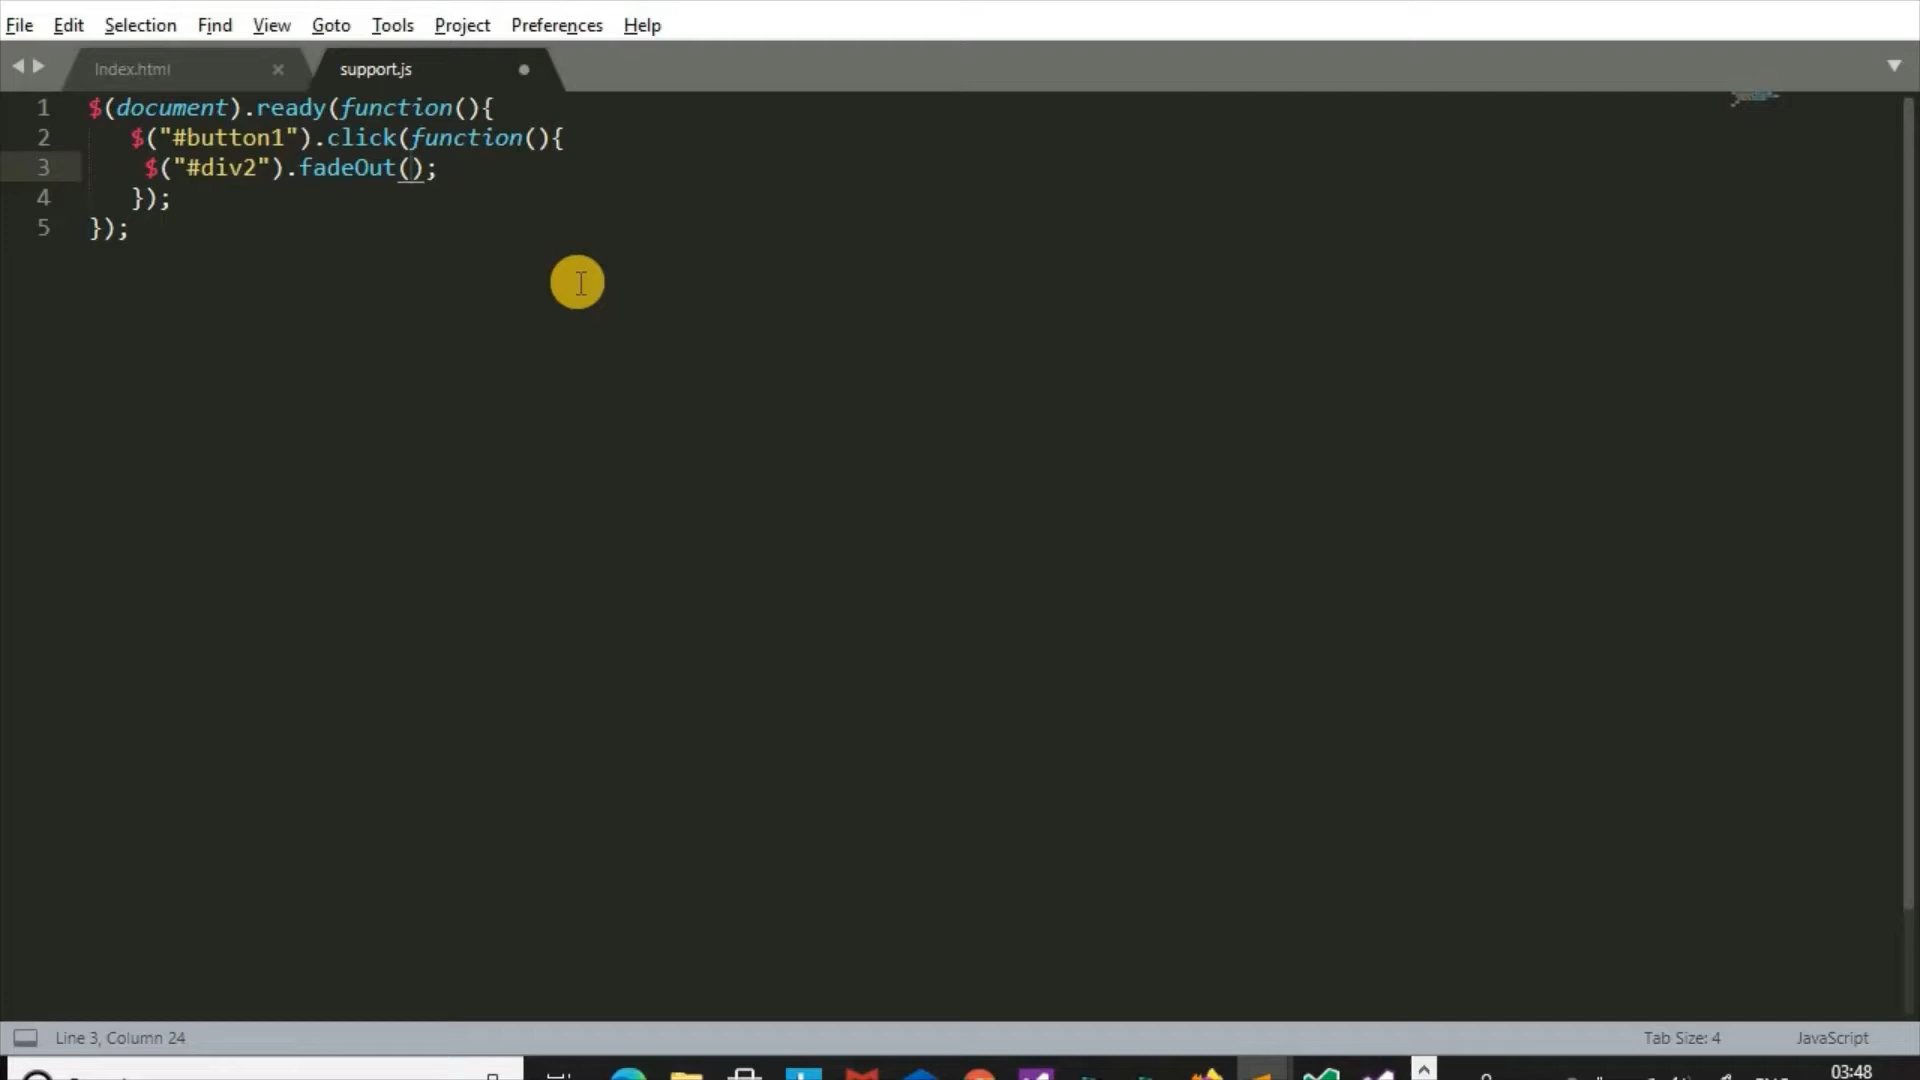 File Edit Selection Find View Goto Tools Project Preferences Help
Index.html support.js
1 $(document).ready(function(){
2 $("#button1").click(function(){
3 $("#div2").fadeOut();
4 });
5 });
Line 3, Column 24 Tab Size: 4 JavaScript
03:48